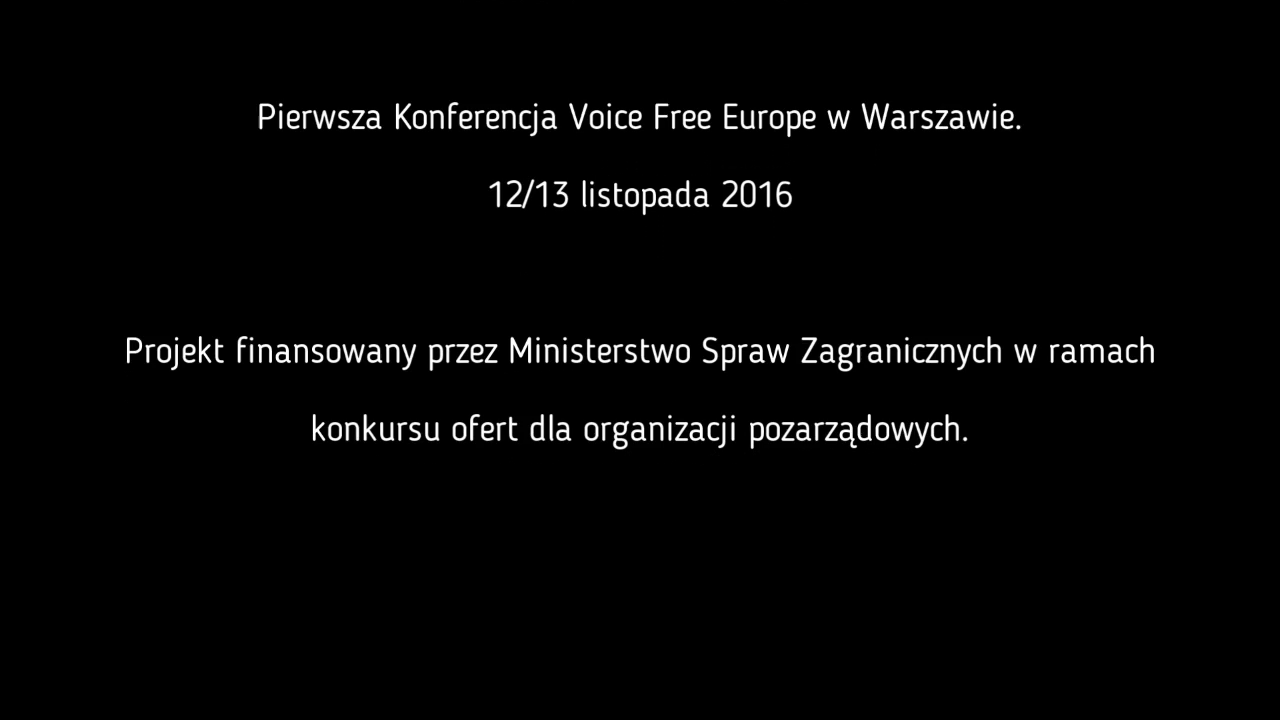 Pierwsza Konferencja Voice Free Europe w Warszawie.
12/13 listopada 2016
Projekt finansowany przez Ministerstwo Spraw Zagranicznych w ramach
konkursu ofert dla organizacji pozarządowych.